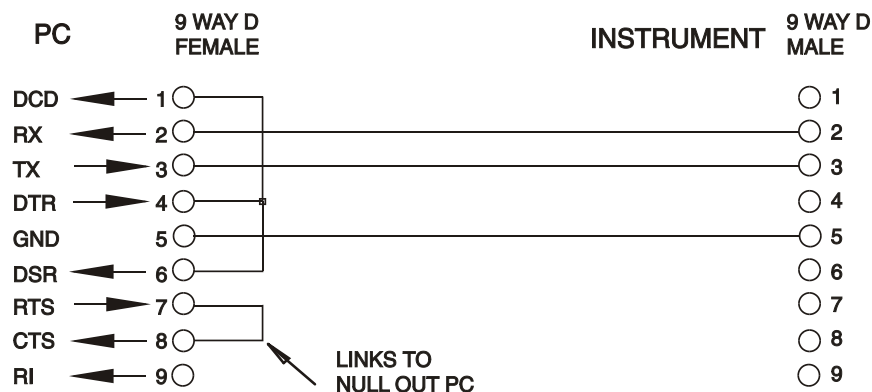 PC 9 WAY D INSTRUMENT 9 WAY D
FEMALE MALE
DCD 1 1
RX 2 2
TX 3 3
DTR 4 4
GND 5 5
DSR 6 6
RTS 7 7
CTS 8 8
RI 9 9
LINKS TO
NULL OUT PC